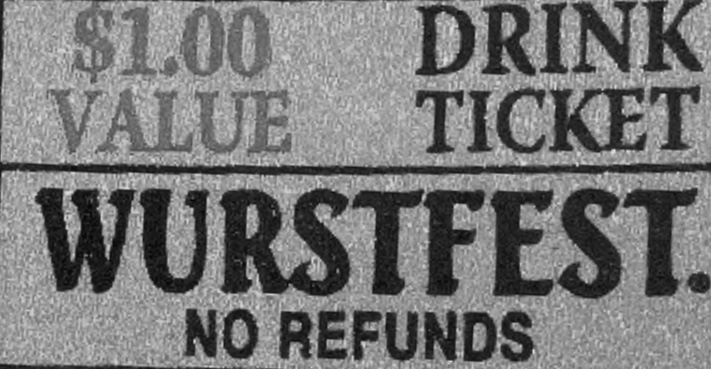 $1.00 DRINK
VALUE TICKET
WURSTFEST.
NO REFUNDS